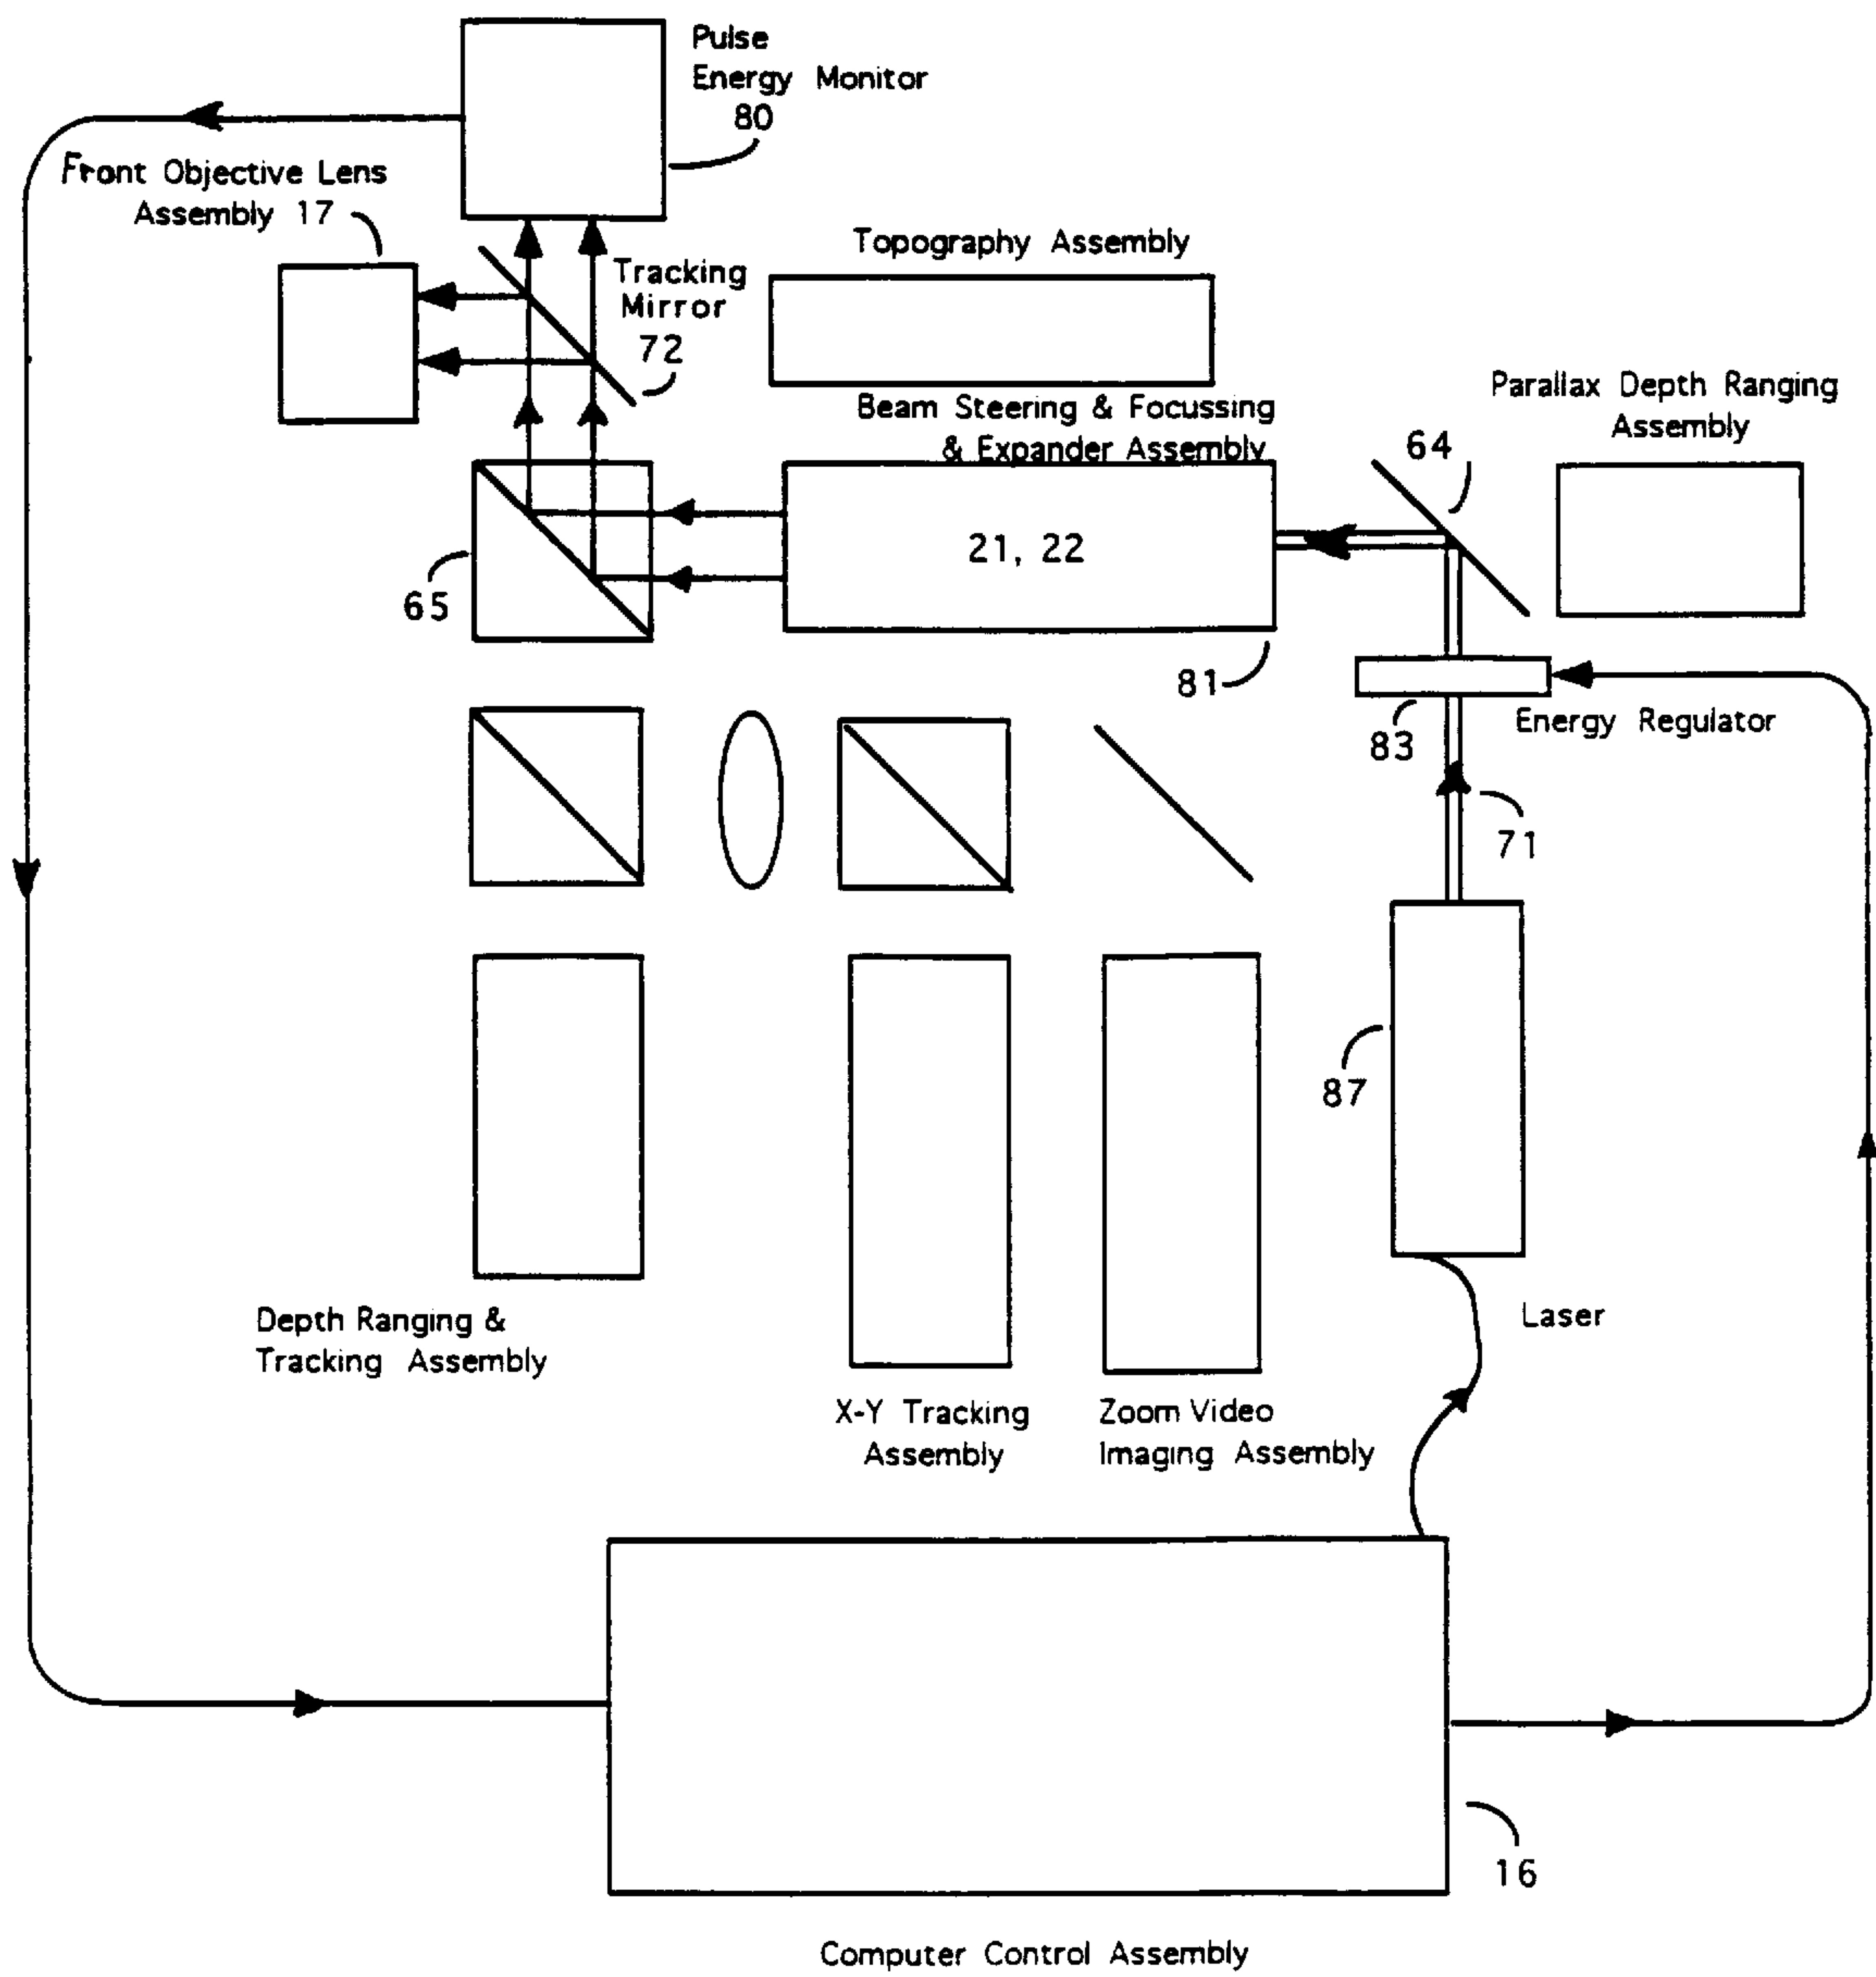 Pulse
Energy Monitor
80
Front Objective Lens
Assembly 17
Topography Assembly
Tracking
Mirror
72
Parallax Depth Ranging
Assembly
Beam Steering & Focussing
& Expander Assembly
64
21, 22
65
81
Energy Regulator
83
71
87
Depth Ranging &
Tracking Assembly
Laser
X-Y Tracking
Assembly
Zoom Video
Imaging Assembly
16
Computer Control Assembly